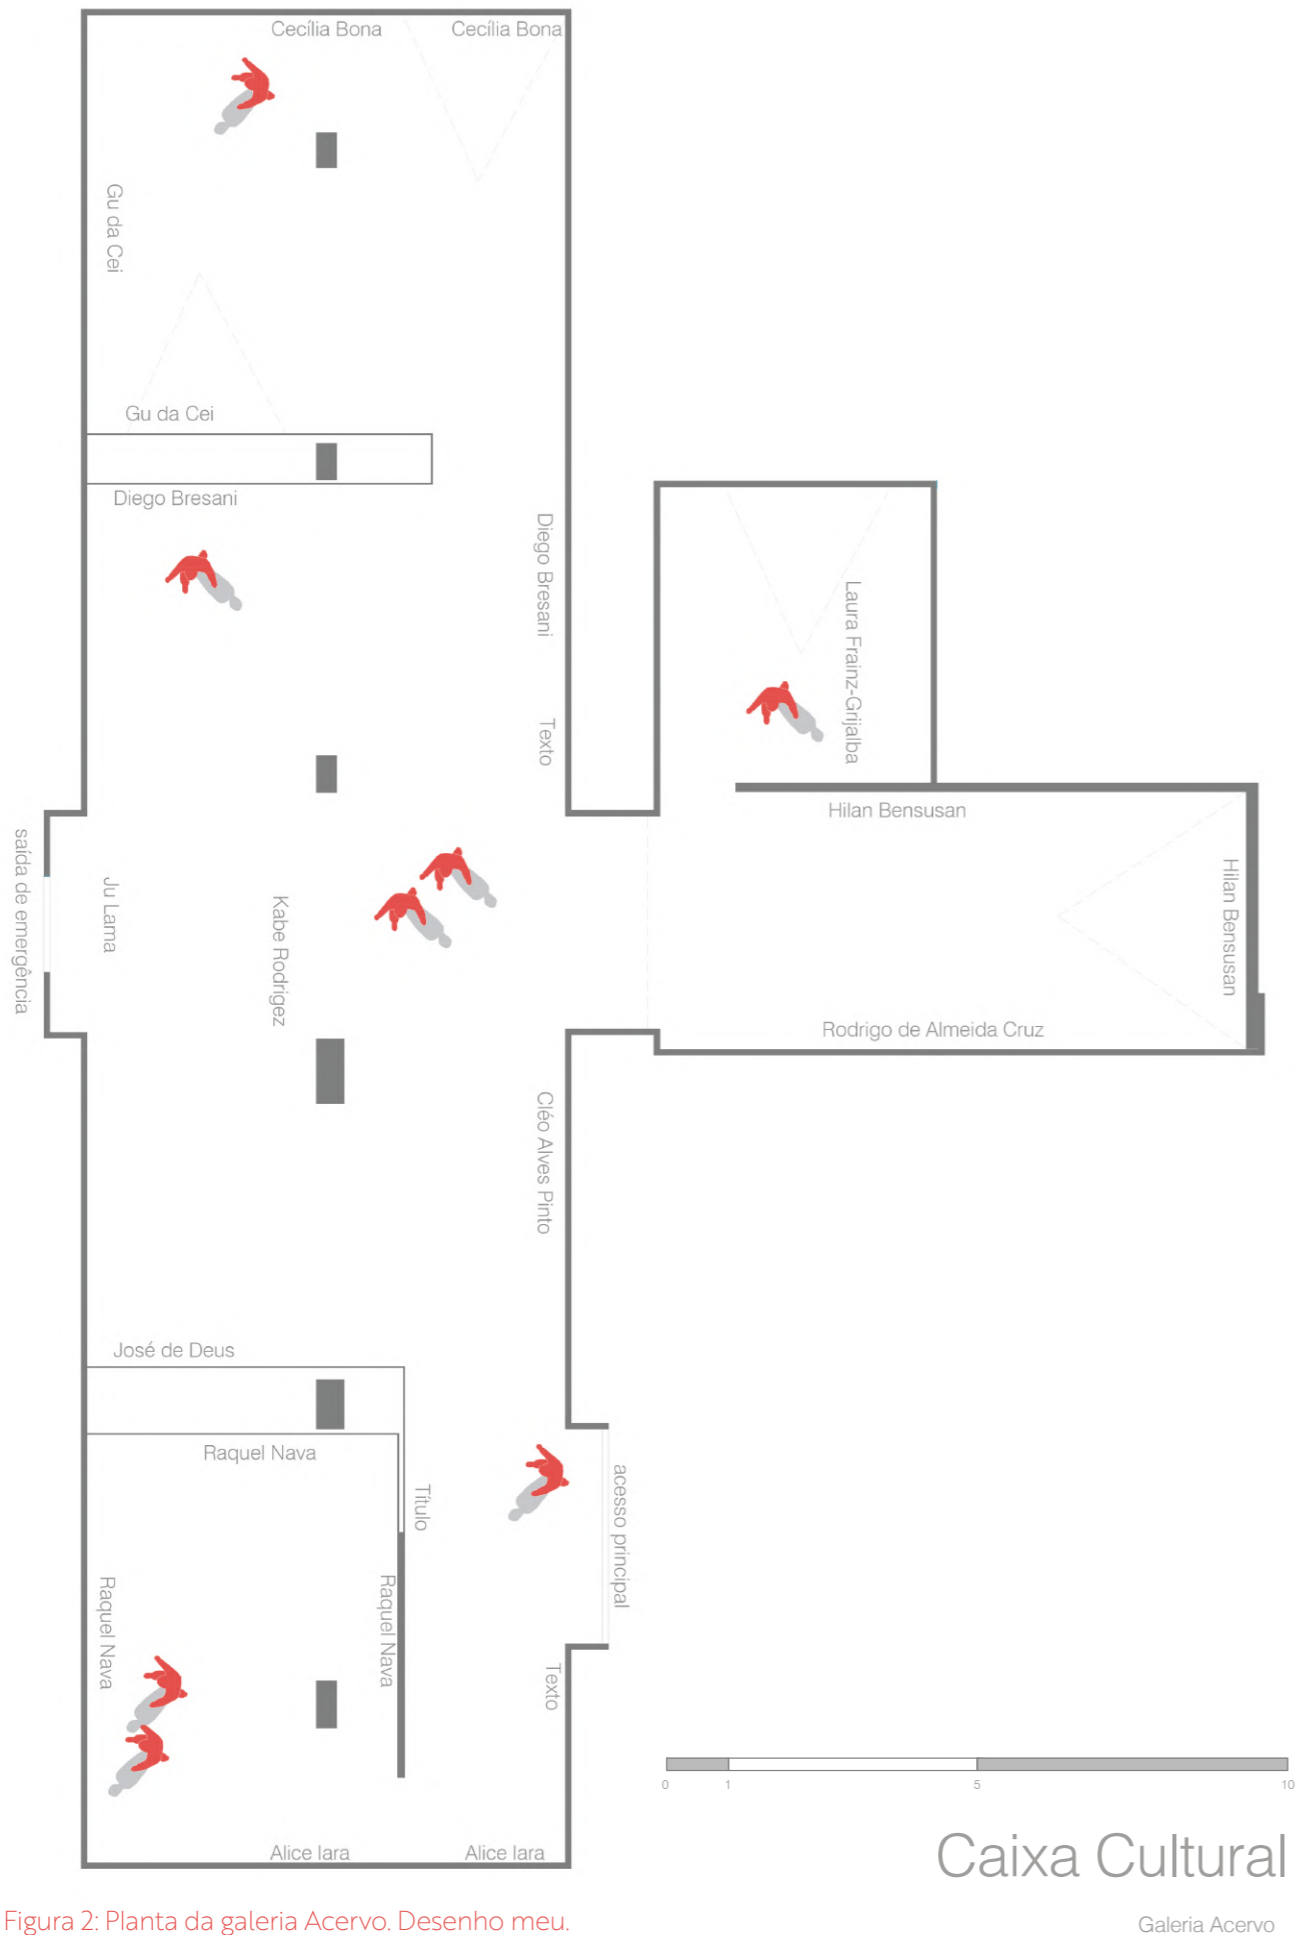 Cecília Bona
Cecília Bona
Gu da Cei
Gu da Cei
Diego Bresani
Diego Bresani
Laura Frainz-Grijalba
Texto
Hilan Bensusan
Hilan Bensusan
saída de emergência
Ju Lama
Kabe Rodrigez
Rodrigo de Almeida Cruz
Cléo Alves Pinto
José de Deus
Raquel Nava
Título
acesso principal
Raquel Nava
Raquel Nava
Texto
0 1 5 10
Alice Iara
Alice Iara
Caixa Cultural
Figura 2: Planta da galeria Acervo. Desenho meu.
Galeria Acervo